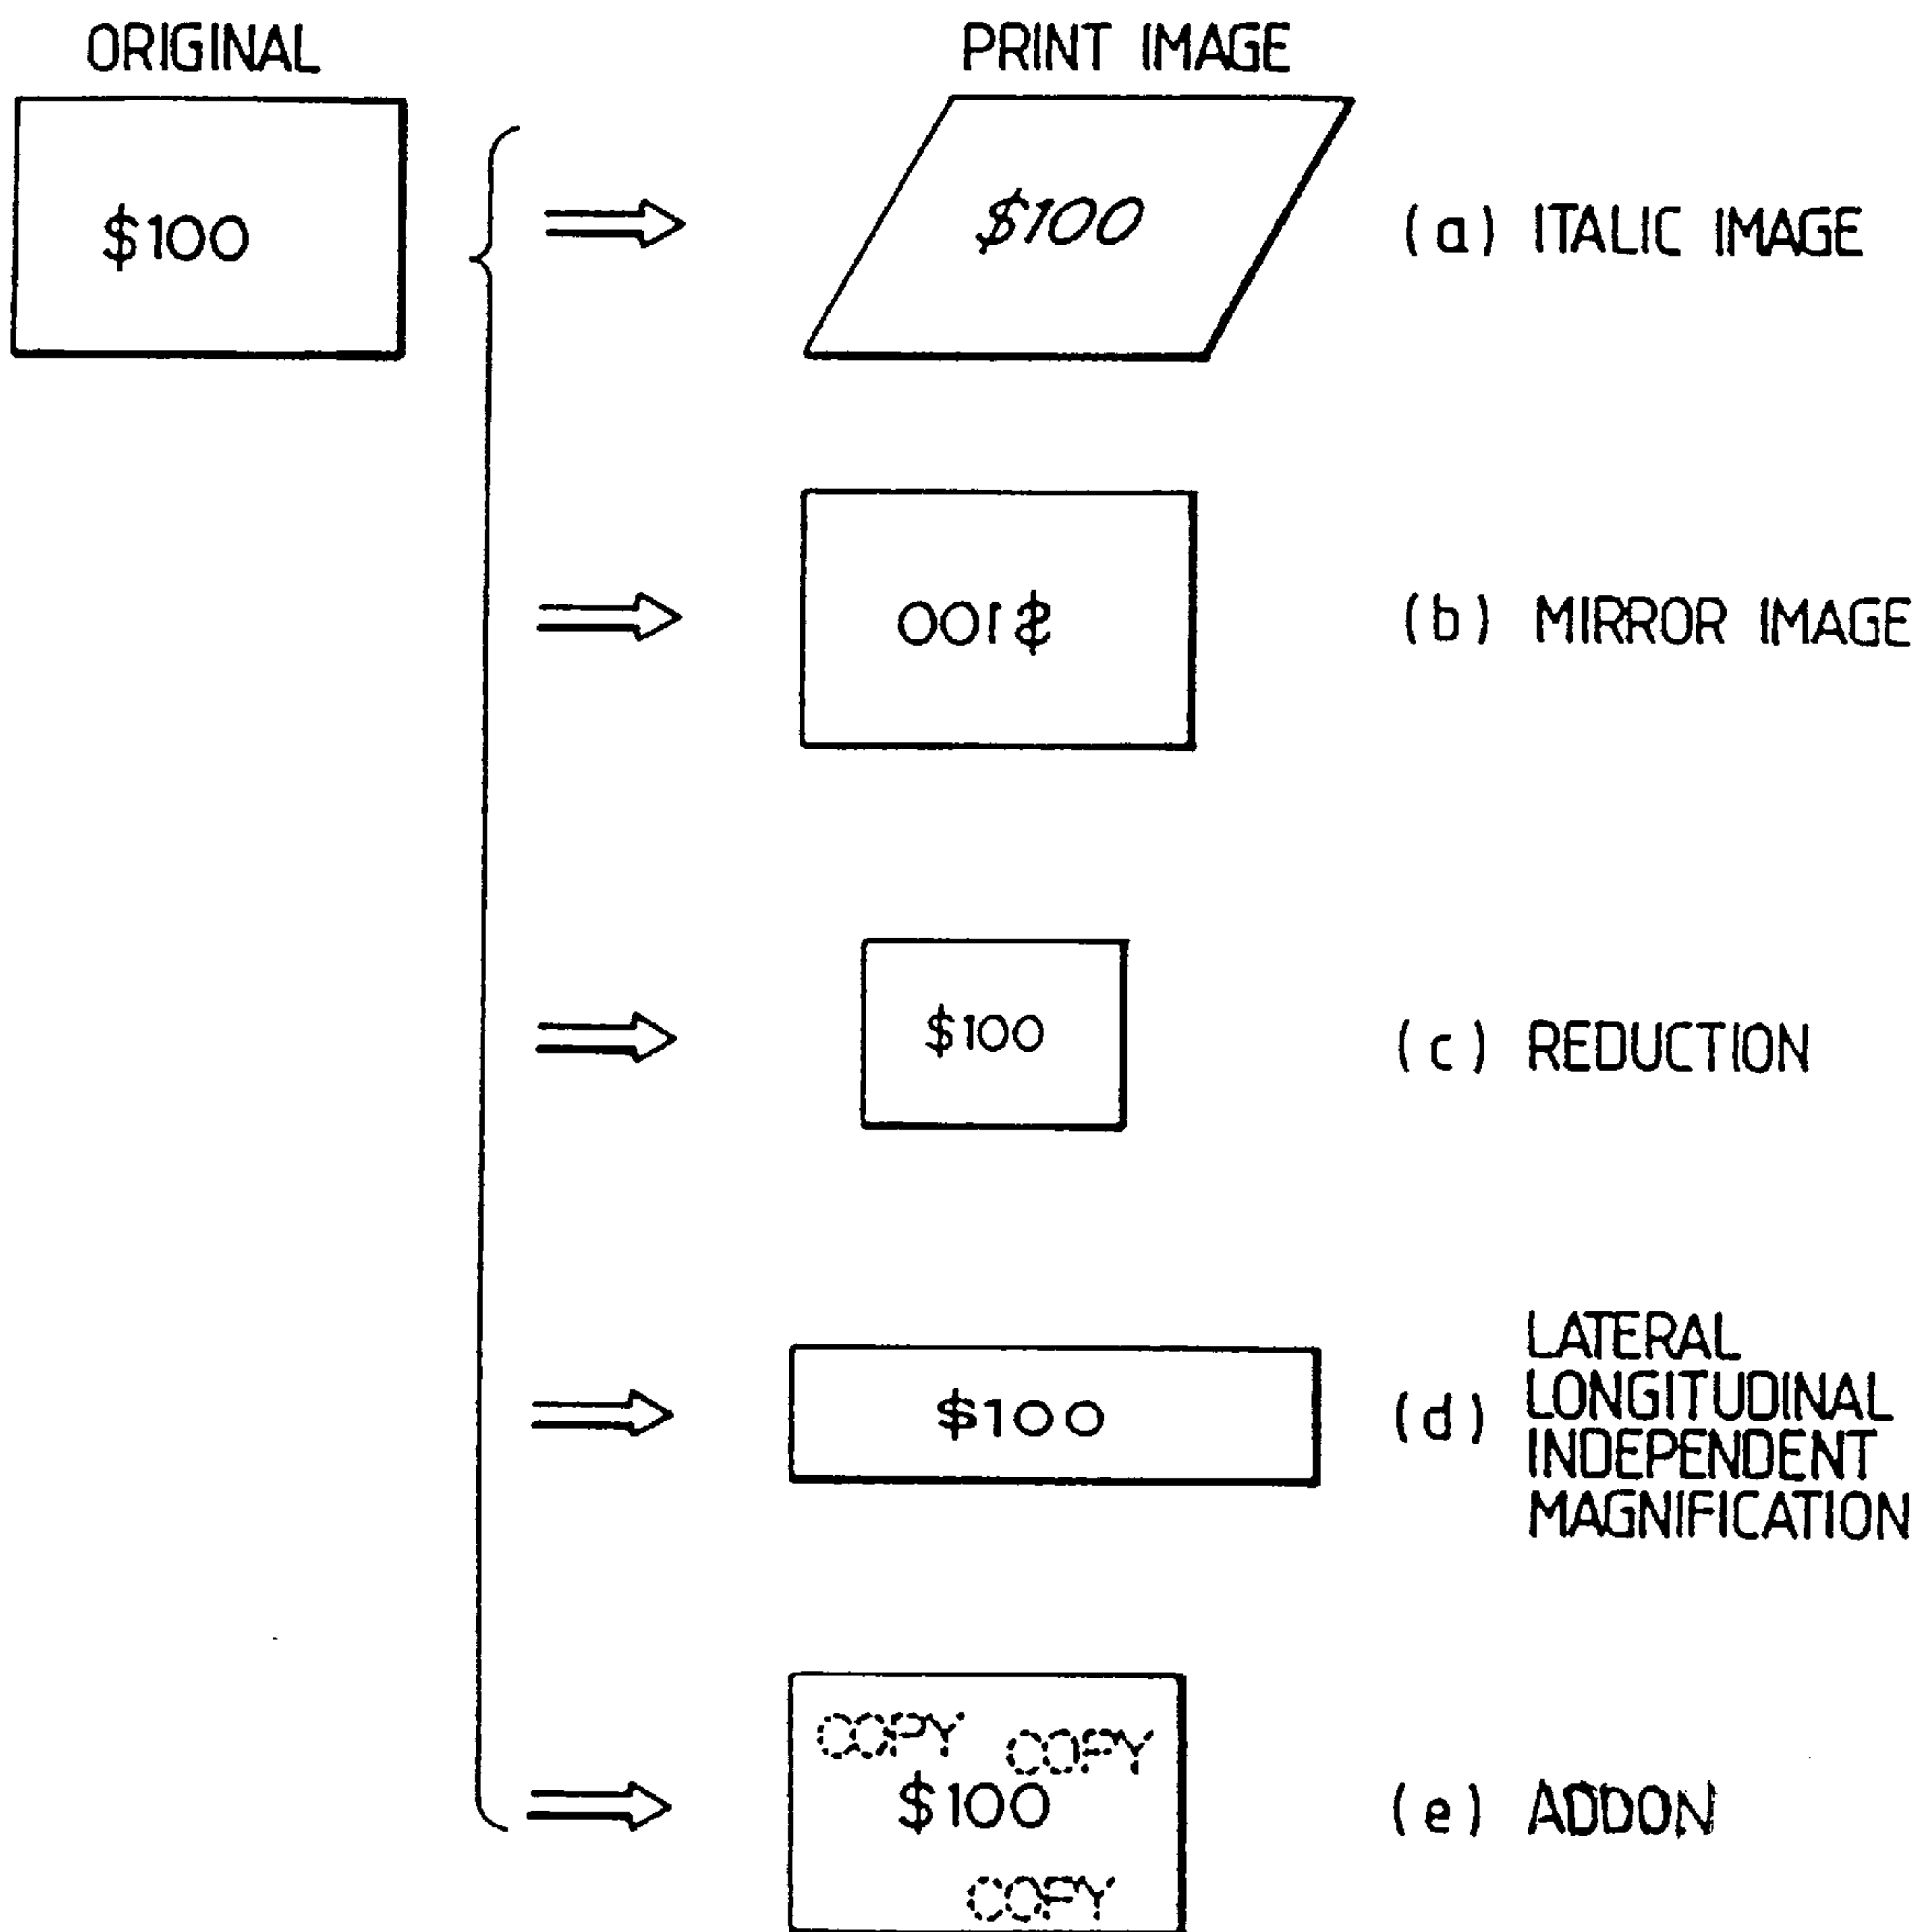 ORIGINAL
PRINT IMAGE
$100
$100
(a) ITALIC IMAGE
$100
(b) MIRROR IMAGE
$100
(c) REDUCTION
$100
(d) LATERAL
LONGITUDINAL
INDEPENDENT
MAGNIFICATION
COPY
COPY
$100
COPY
(e) ADDON